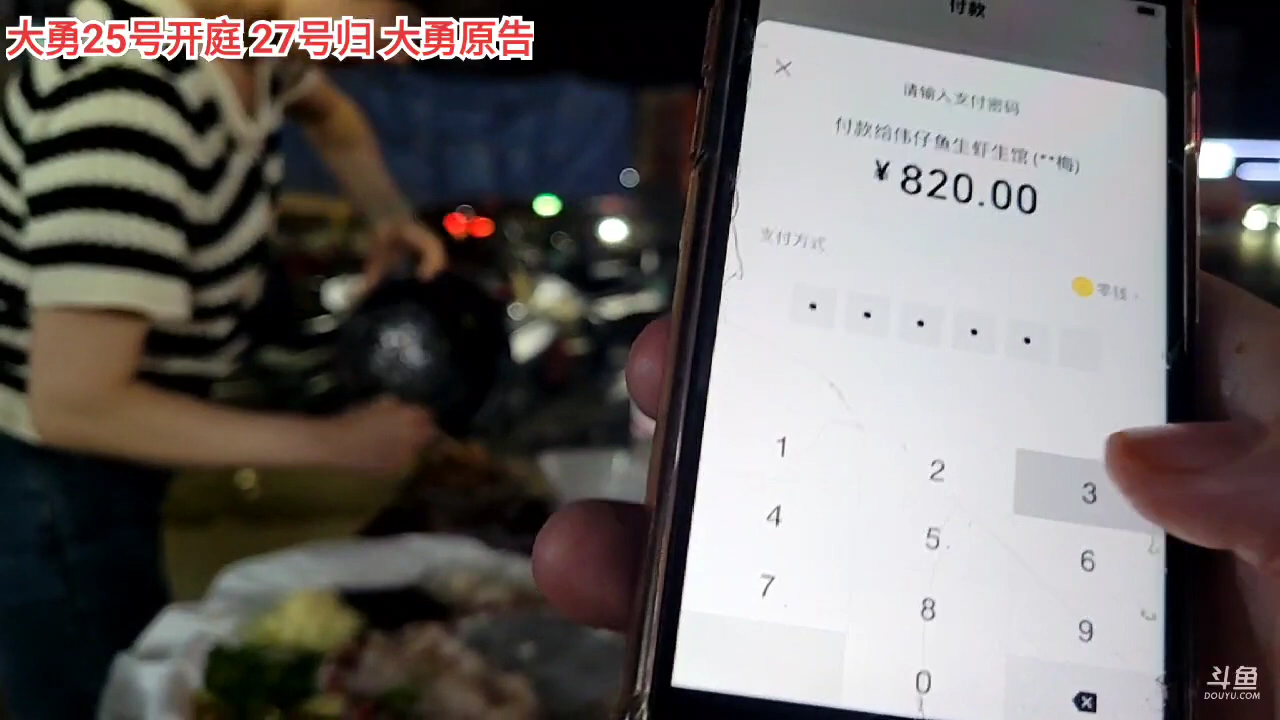 大勇25号开庭 27号归 大勇原告
付款
请输入支付密码
付款给伟仔鱼生虾生馆(**梅)
¥820.00
支付方式
零钱
1
2
3
4
5
6
7
8
9
0
斗鱼
DOUYU.COM